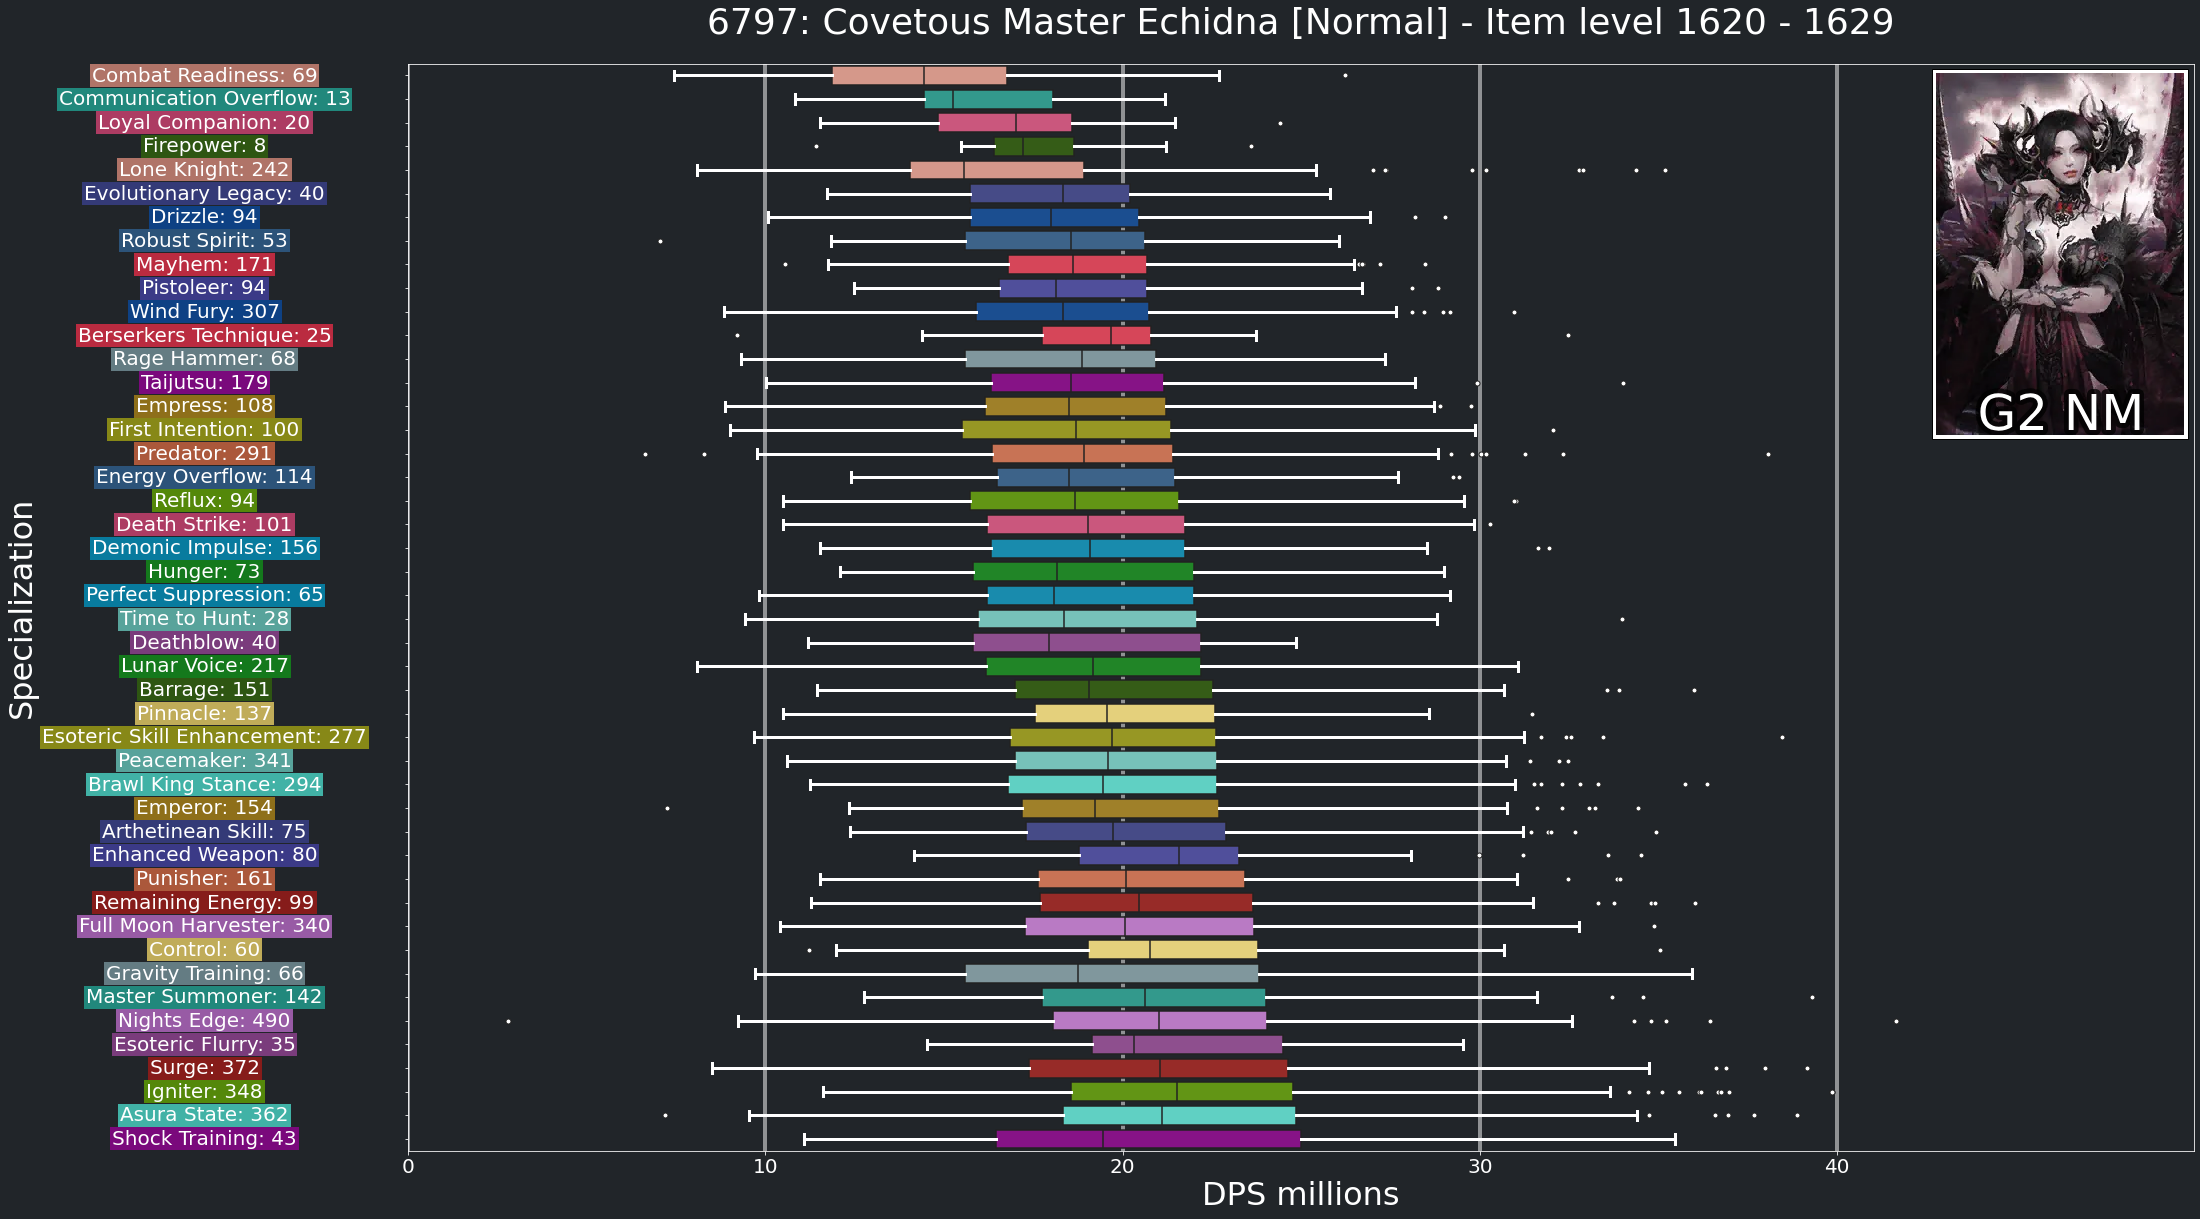 6797: Covetous Master Echidna [Normal] - Item level 1620 - 1629
Combat Readiness: 69
Communication Overflow: 13
Loyal Companion: 20
Firepower: 8
Lone Knight: 242
Evolutionary Legacy: 40
Drizzle: 94
Robust Spirit: 53
Mayhem: 171
Pistoleer: 94
Wind Fury: 307
Berserkers Technique: 25
Rage Hammer: 68
Taijutsu: 179
Empress: 108
First Intention: 100
Predator: 291
Energy Overflow: 114
Reflux: 94
Death Strike: 101
Demonic Impulse: 156
Hunger: 73
Perfect Suppression: 65
Time to Hunt: 28
Deathblow: 40
Lunar Voice: 217
Barrage: 151
Pinnacle: 137
Esoteric Skill Enhancement: 277
Peacemaker: 341
Brawl King Stance: 294
Emperor: 154
Arthetinean Skill: 75
Enhanced Weapon: 80
Punisher: 161
Remaining Energy: 99
Full Moon Harvester: 340
Control: 60
Gravity Training: 66
Master Summoner: 142
Nights Edge: 490
Esoteric Flurry: 35
Surge: 372
Igniter: 348
Asura State: 362
Shock Training: 43
Specialization
G2 NM
0 10 20 30 40
DPS millions